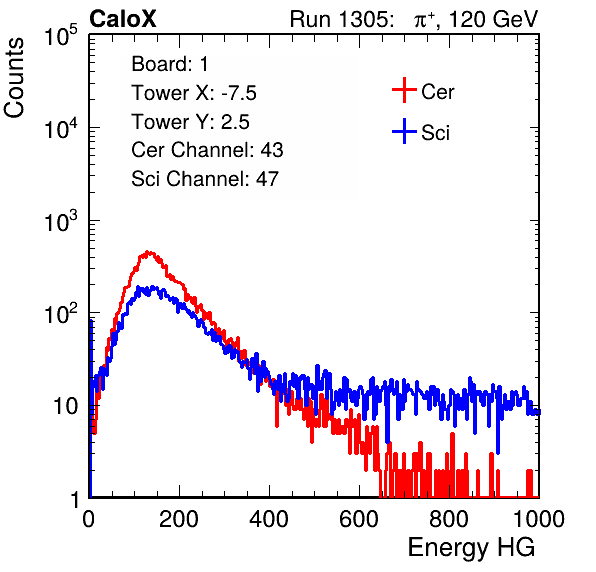 CaloX Run 1305: π⁺, 120 GeV
Counts
10⁵
10⁴
10³
10²
10
1
Board: 1
Tower X: -7.5
Tower Y: 2.5
Cer Channel: 43
Sci Channel: 47
Cer
Sci
0 200 400 600 800 1000
Energy HG